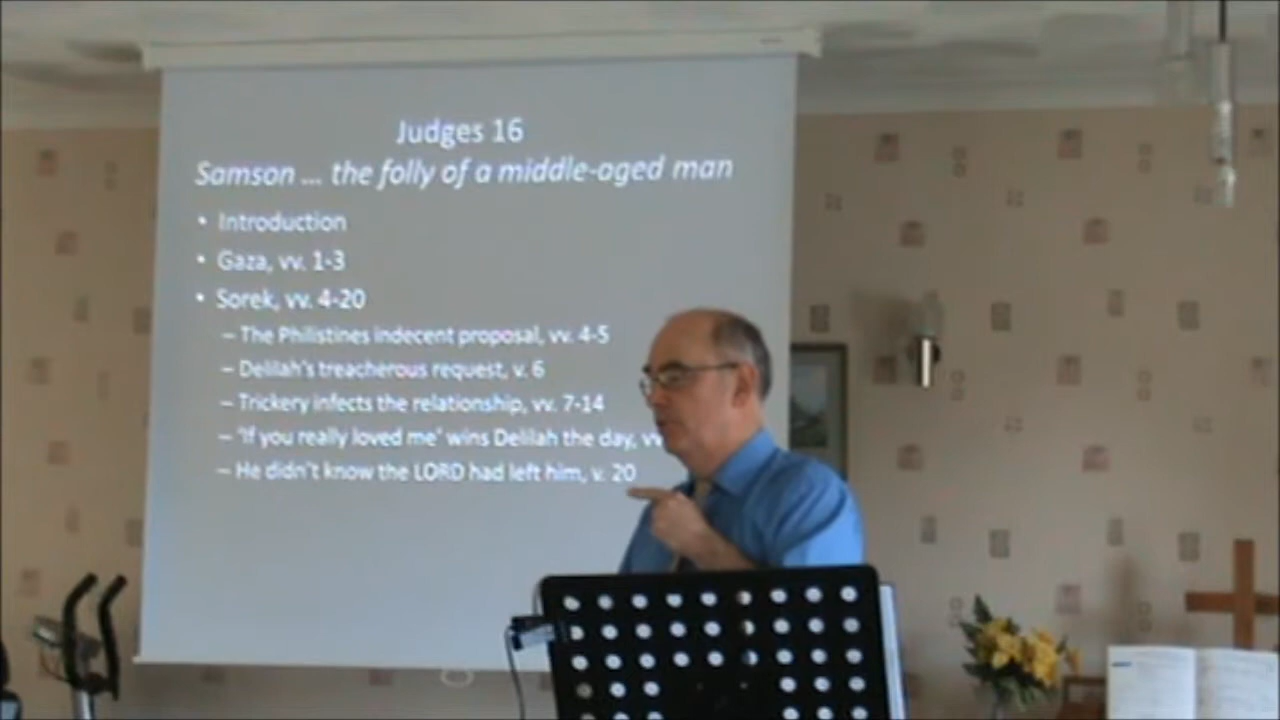 Judges 16
Samson ... the folly of a middle-aged man
• Introduction
• Gaza, vv. 1-3
• Sorek, vv. 4-20
– The Philistines indecent proposal, vv. 4-5
– Delilah's treacherous request, v. 6
– Trickery infects the relationship, vv. 7-14
– 'If you really loved me' wins Delilah the day,
– He didn't know the LORD had left him, v. 20